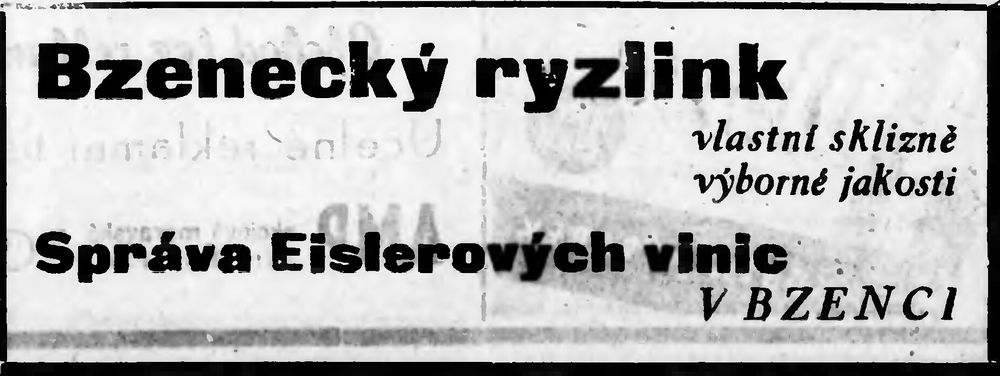 Bzenecký ryzlink
vlastní sklizně
výborné jakosti
Správa Eislerových vinic
V BZENCI